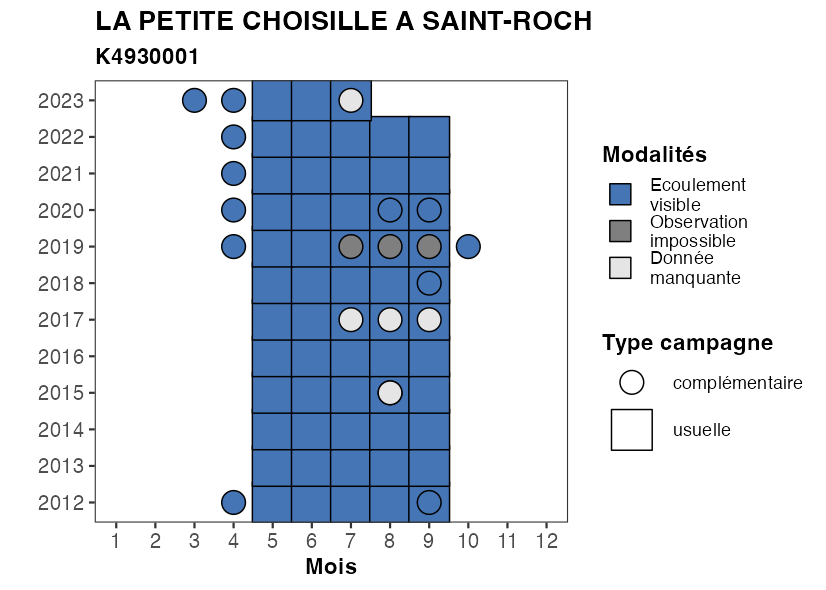 LA PETITE CHOISILLE A SAINT-ROCH
K4930001
2023
2022
2021
2020
2019
2018
2017
2016
2015
2014
2013
2012
1 2 3 4 5 6 7 8 9 10 11 12
Mois
Modalités
Ecoulement
visible
Observation
impossible
Donnée
manquante
Type campagne
complémentaire
usuelle